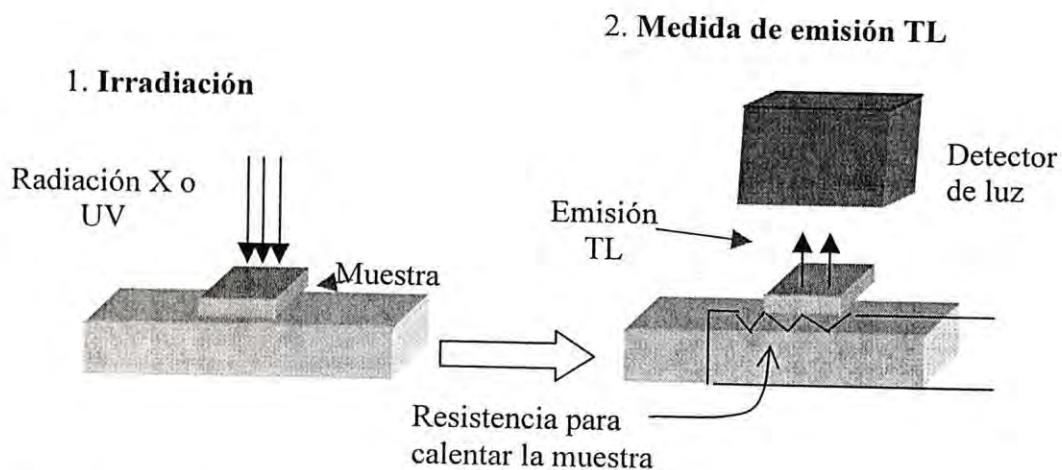 1. Irradiación
Radiación X o
UV
Muestra
2. Medida de emisión TL
Detector
de luz
Emisión
TL
Resistencia para
calentar la muestra